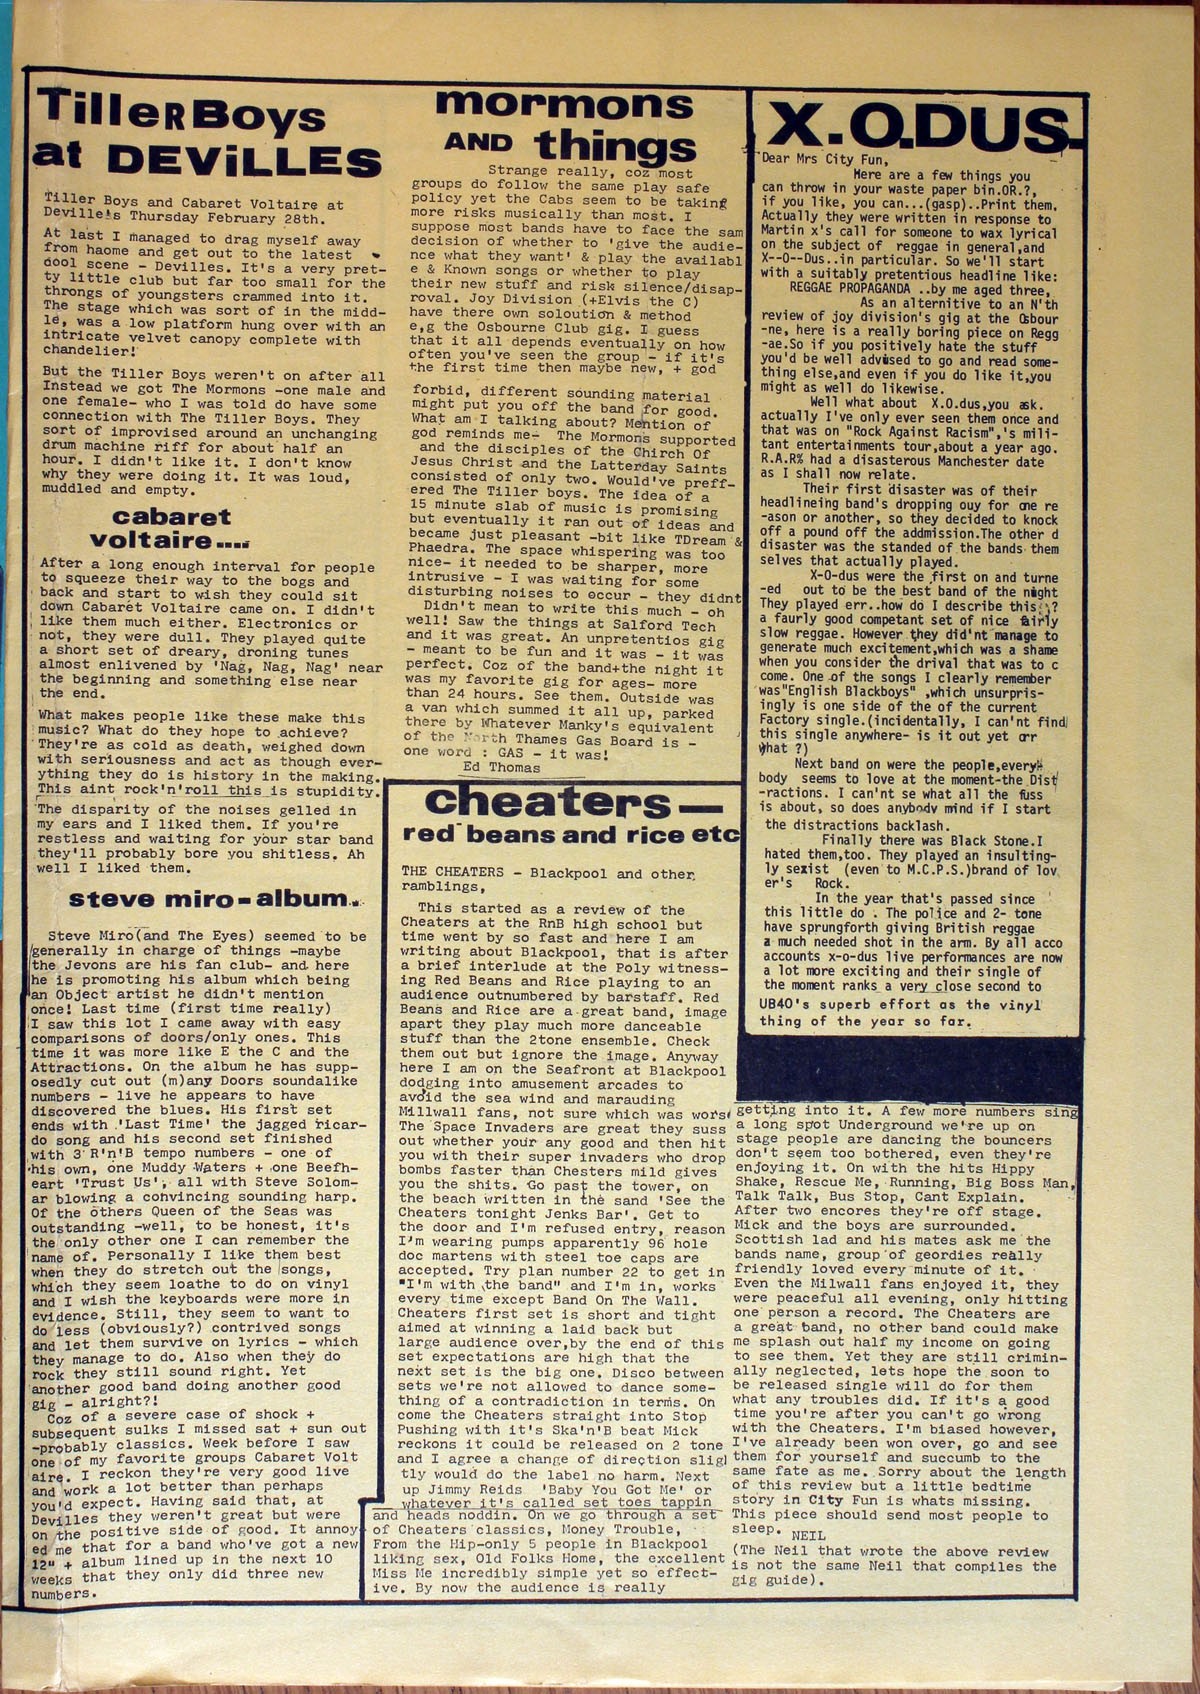 TilleR Boys
at DEViLLES
Tiller Boys and Cabaret Voltaire at
Deville's Thursday February 28th.
At last I managed to drag myself away
from haome and get out to the latest
cool scene - Devilles. It's a very pret-
ty little club but far too small for the
throngs of youngsters crammed into it.
The stage which was sort of in the midd-
le, was a low platform hung over with an
intricate velvet canopy complete with
chandelier!
But the Tiller Boys weren't on after all
Instead we got The Mormons -one male and
one female- who I was told do have some
connection with The Tiller Boys. They
sort of improvised around an unchanging
drum machine riff for about half an
hour. I didn't like it. I don't know
why they were doing it. It was loud,
muddled and empty.
cabaret
voltaire....
After a long enough interval for people
to squeeze their way to the bogs and
back and start to wish they could sit
down Cabaret Voltaire came on. I didn't
like them much either. Electronics or
not, they were dull. They played quite
a short set of dreary, droning tunes
almost enlivened by 'Nag, Nag, Nag' near
the beginning and something else near
the end.
What makes people like these make this
music? What do they hope to achieve?
They're as cold as death, weighed down
with seriousness and act as though ever-
ything they do is history in the making.
This aint rock'n'roll this is stupidity.
The disparity of the noises gelled in
my ears and I liked them. If you're
restless and waiting for your star band
they'll probably bore you shitless. Ah
well I liked them.
steve miro-album..
Steve Miro(and The Eyes) seemed to be
generally in charge of things -maybe
the Jevons are his fan club- and here
he is promoting his album which being
an Object artist he didn't mention
once! Last time (first time really)
I saw this lot I came away with easy
comparisons of doors/only ones. This
time it was more like E the C and the
Attractions. On the album he has supp-
osedly cut out (m)any Doors soundalike
numbers - live he appears to have
discovered the blues. His first set
ends with 'Last Time' the jagged ricar-
do song and his second set finished
with 3 R'n'B tempo numbers - one of
his own, one Muddy Waters + one Beefh-
eart 'Trust Us', all with Steve Solom-
ar blowing a convincing sounding harp.
Of the others Queen of the Seas was
outstanding -well, to be honest, it's
the only other one I can remember the
name of. Personally I like them best
when they do stretch out the songs,
which they seem loathe to do on vinyl
and I wish the keyboards were more in
evidence. Still, they seem to want to
do less (obviously?) contrived songs
and let them survive on lyrics - which
they manage to do. Also when they do
rock they still sound right. Yet
another good band doing another good
gig - alright?!
Coz of a severe case of shock +
subsequent sulks I missed sat + sun out
-probably classics. Week before I saw
one of my favorite groups Cabaret Volt
aire. I reckon they're very good live
and work a lot better than perhaps
you'd expect. Having said that, at
Devilles they weren't great but were
on the positive side of good. It annoy
ed me that for a band who've got a new
12" + album lined up in the next 10
weeks that they only did three new
numbers.
mormons
AND things
Strange really, coz most
groups do follow the same play safe
policy yet the Cabs seem to be taking
more risks musically than most. I
suppose most bands have to face the sam
decision of whether to 'give the audie-
nce what they want' & play the availabl
e & Known songs or whether to play
their new stuff and risk silence/disap-
roval. Joy Division (+Elvis the C)
have there own soloution & method
e,g the Osbourne Club gig. I guess
that it all depends eventually on how
often you've seen the group - if it's
the first time then maybe new, + god
forbid, different sounding material
might put you off the band for good.
What am I talking about? Mention of
god reminds me- The Mormons supported
and the disciples of the Chirch Of
Jesus Christ and the Latterday Saints
consisted of only two. Would've preff-
ered The Tiller boys. The idea of a
15 minute slab of music is promising
but eventually it ran out of ideas and
became just pleasant -bit like TDream &
Phaedra. The space whispering was too
nice- it needed to be sharper, more
intrusive - I was waiting for some
disturbing noises to occur - they didnt
Didn't mean to write this much - oh
well! Saw the things at Salford Tech
and it was great. An unpretentios gig
- meant to be fun and it was - it was
perfect. Coz of the band+the night it
was my favorite gig for ages- more
than 24 hours. See them. Outside was
a van which summed it all up, parked
there by Whatever Manky's equivalent
of the North Thames Gas Board is -
one word : GAS - it was!
Ed Thomas
cheaters—
red beans and rice etc
THE CHEATERS - Blackpool and other
ramblings,
This started as a review of the
Cheaters at the RnB high school but
time went by so fast and here I am
writing about Blackpool, that is after
a brief interlude at the Poly witness-
ing Red Beans and Rice playing to an
audience outnumbered by barstaff. Red
Beans and Rice are a great band, image
apart they play much more danceable
stuff than the 2tone ensemble. Check
them out but ignore the image. Anyway
here I am on the Seafront at Blackpool
dodging into amusement arcades to
avoid the sea wind and marauding
Millwall fans, not sure which was wors
The Space Invaders are great they suss
out whether your any good and then hit
you with their super invaders who drop
bombs faster than Chesters mild gives
you the shits. Go past the tower, on
the beach written in the sand 'See the
Cheaters tonight Jenks Bar'. Get to
the door and I'm refused entry, reason
I'm wearing pumps apparently 96 hole
doc martens with steel toe caps are
accepted. Try plan number 22 to get in
"I'm with the band" and I'm in, works
every time except Band On The Wall.
Cheaters first set is short and tight
aimed at winning a laid back but
large audience over,by the end of this
set expectations are high that the
next set is the big one. Disco between
sets we're not allowed to dance some-
thing of a contradiction in terms. On
come the Cheaters straight into Stop
Pushing with it's Ska'n'B beat Mick
reckons it could be released on 2 tone
and I agree a change of direction sligh
tly would do the label no harm. Next
up Jimmy Reids 'Baby You Got Me' or
whatever it's called set toes tappin
and heads noddin. On we go through a set
of Cheaters classics, Money Trouble,
From the Hip-only 5 people in Blackpool
liking sex, Old Folks Home, the excellent
Miss Me incredibly simple yet so effect-
ive. By now the audience is really
getting into it. A few more numbers sing
a long spot Underground we're up on
stage people are dancing the bouncers
don't seem too bothered, even they're
enjoying it. On with the hits Hippy
Shake, Rescue Me, Running, Big Boss Man,
Talk Talk, Bus Stop, Cant Explain.
After two encores they're off stage.
Mick and the boys are surrounded.
Scottish lad and his mates ask me the
bands name, group of geordies really
friendly loved every minute of it.
Even the Milwall fans enjoyed it, they
were peaceful all evening, only hitting
one person a record. The Cheaters are
a great band, no other band could make
me splash out half my income on going
to see them. Yet they are still crimin-
ally neglected, lets hope the soon to
be released single will do for them
what any troubles did. If it's a good
time you're after you can't go wrong
with the Cheaters. I'm biased however,
I've already been won over, go and see
them for yourself and succumb to the
same fate as me. Sorry about the length
of this review but a little bedtime
story in City Fun is whats missing.
This piece should send most people to
sleep. NEIL
(The Neil that wrote the above review
is not the same Neil that compiles the
gig guide).
X.O.DUS.
Dear Mrs City Fun,
Here are a few things you
can throw in your waste paper bin.OR.?,
if you like, you can...(gasp)..Print them.
Actually they were written in response to
Martin x's call for someone to wax lyrical
on the subject of reggae in general,and
X--O--Dus..in particular. So we'll start
with a suitably pretentious headline like:
REGGAE PROPAGANDA ..by me aged three,
As an alternitive to an N'th
review of joy division's gig at the Osbour
-ne, here is a really boring piece on Regg
-ae.So if you positively hate the stuff
you'd be well advised to go and read some-
thing else,and even if you do like it,you
might as well do likewise.
Well what about X.O.dus,you ask.
actually I've only ever seen them once and
that was on "Rock Against Racism",'s mili-
tant entertainments tour,about a year ago.
R.A.R% had a disasterous Manchester date
as I shall now relate.
Their first disaster was of their
headlineing band's dropping ouy for one re
-ason or another, so they decided to knock
off a pound off the addmission.The other d
disaster was the standed of the bands them
selves that actually played.
X-O-dus were the first on and turne
-ed out to be the best band of the night
They played err..how do I describe this ?
a faurly good competant set of nice fairly
slow reggae. However they did'nt manage to
generate much excitement,which was a shame
when you consider the drival that was to c
come. One of the songs I clearly remember
was"English Blackboys" ,which unsurpris-
ingly is one side of the of the current
Factory single.(incidentally, I can'nt find
this single anywhere- is it out yet orr
what ?)
Next band on were the people,every
body seems to love at the moment-the Dist
-ractions. I can'nt se what all the fuss
is about, so does anybody mind if I start
the distractions backlash.
Finally there was Black Stone.I
hated them,too. They played an insulting-
ly sexist (even to M.C.P.S.)brand of lov
er's Rock.
In the year that's passed since
this little do . The police and 2- tone
have sprungforth giving British reggae
a much needed shot in the arm. By all acco
accounts x-o-dus live performances are now
a lot more exciting and their single of
the moment ranks a very close second to
UB40's superb effort as the vinyl
thing of the year so far.